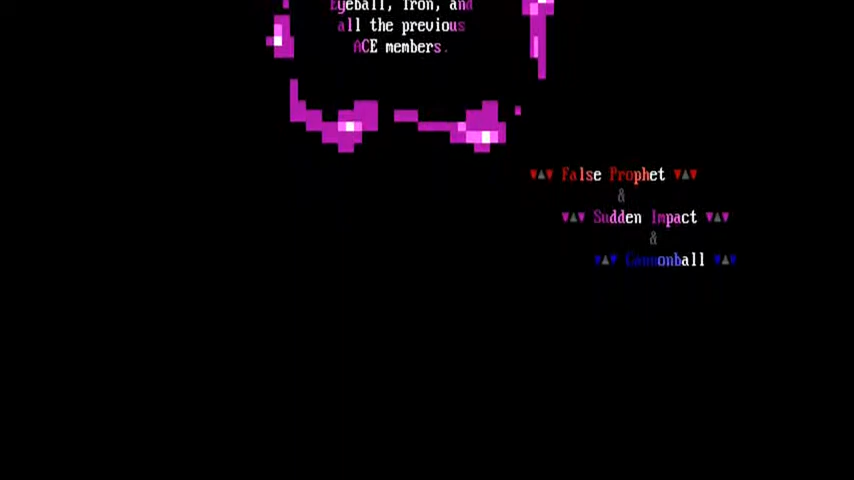 Eyeball, Iron, and
all the previous
ACE members.
False Prophet
&
Sudden Impact
&
Cannonball